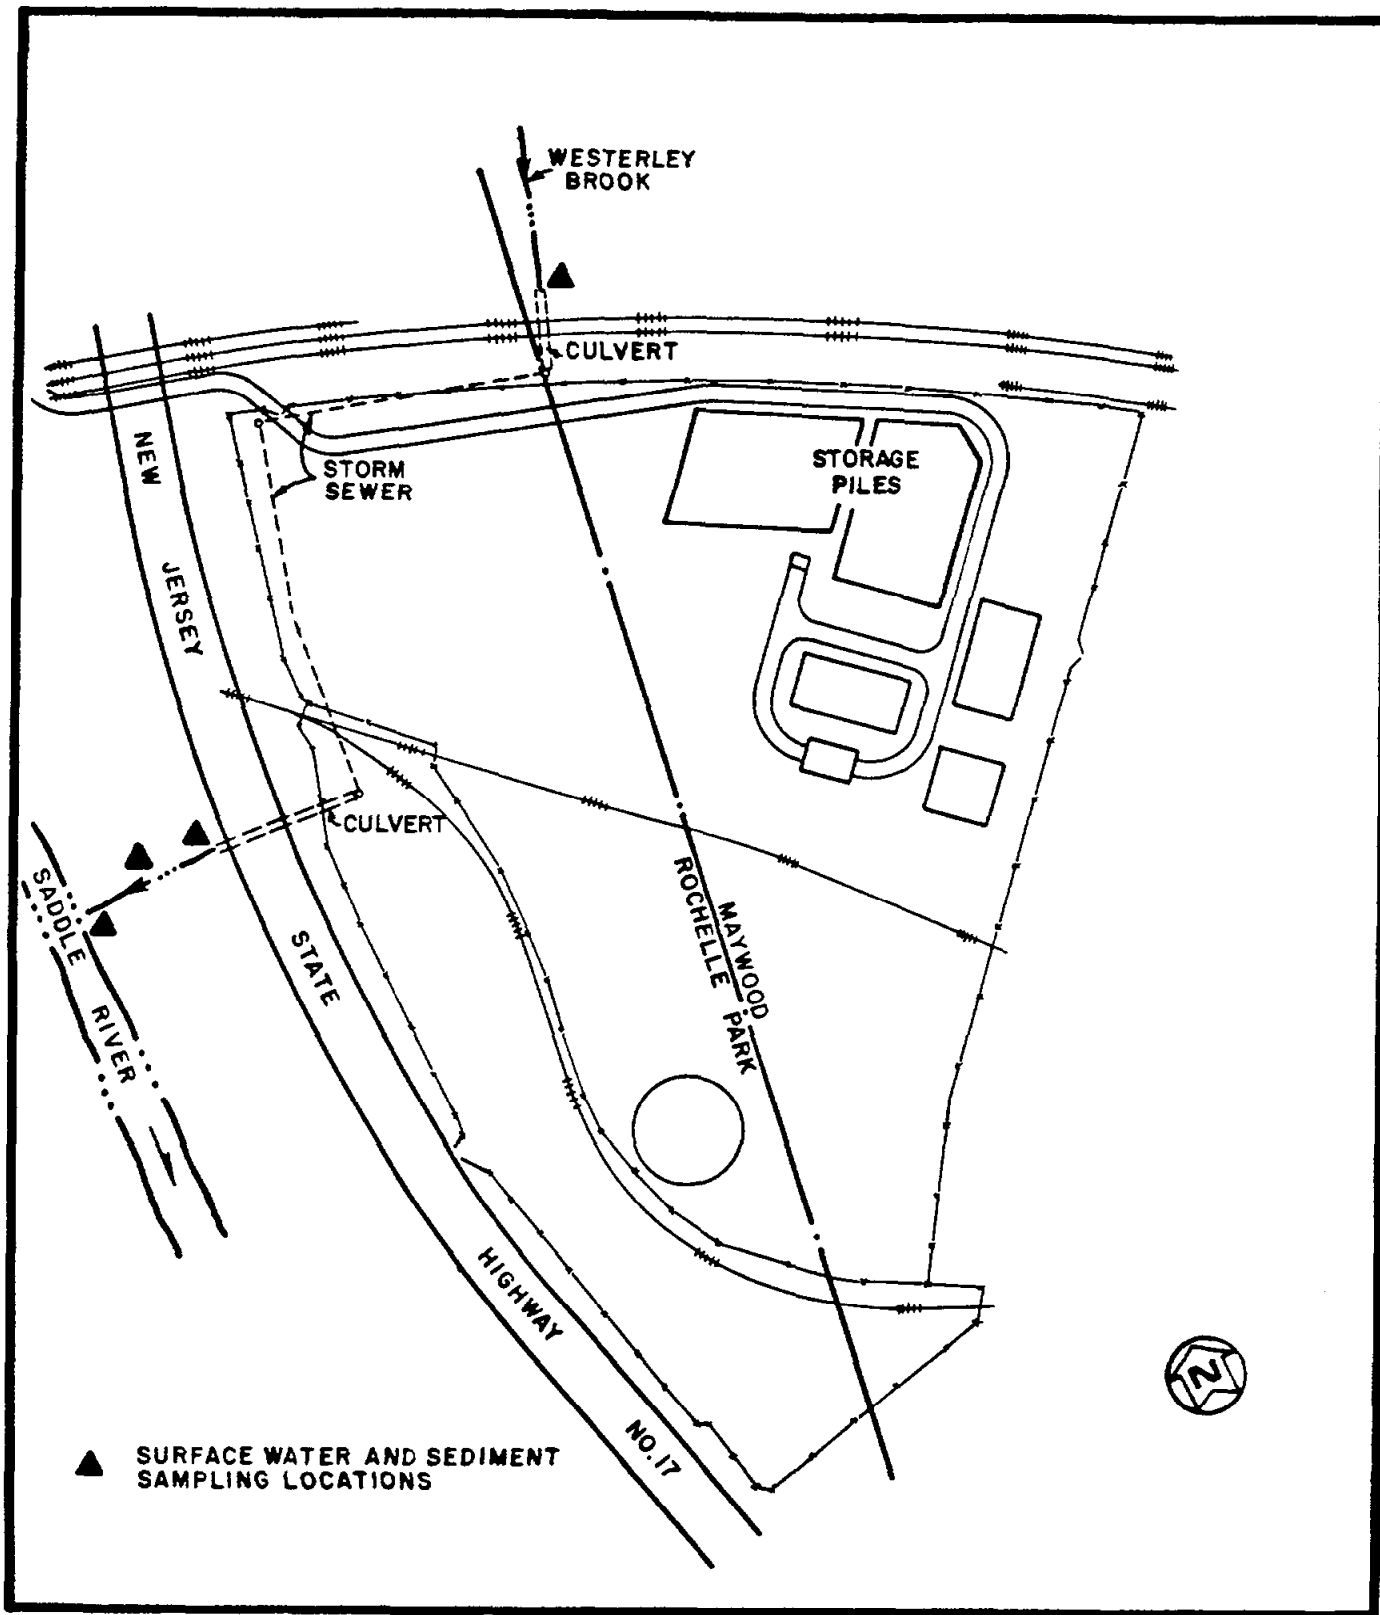 WESTERLEY
BROOK
CULVERT
STORM
SEWER
STORAGE
PILES
NEW JERSEY STATE HIGHWAY NO. 17
CULVERT
SADDLE RIVER
MAYWOOD
ROCHELLE PARK
N
SURFACE WATER AND SEDIMENT
SAMPLING LOCATIONS